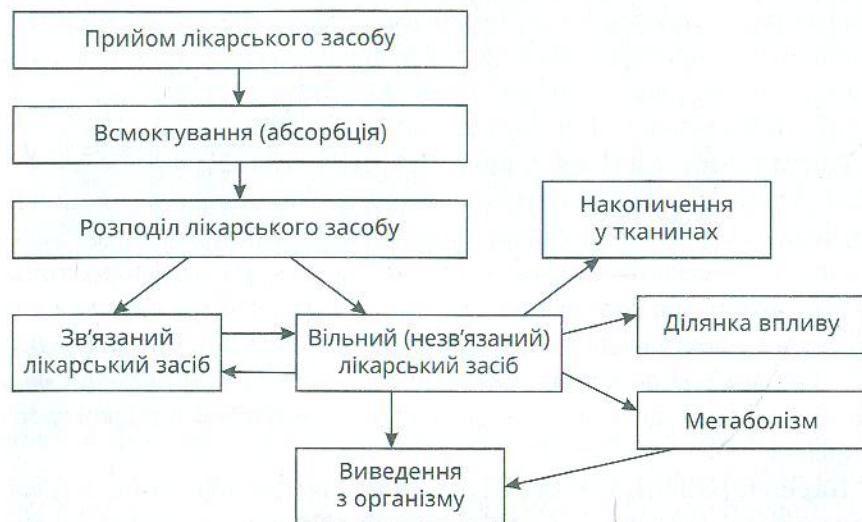 Прийом лікарського засобу
Всмоктування (абсорбція)
Розподіл лікарського засобу
Накопичення
у тканинах
Зв'язаний
лікарський засіб
Вільний (незв'язаний)
лікарський засіб
Ділянка впливу
Метаболізм
Виведення
з організму